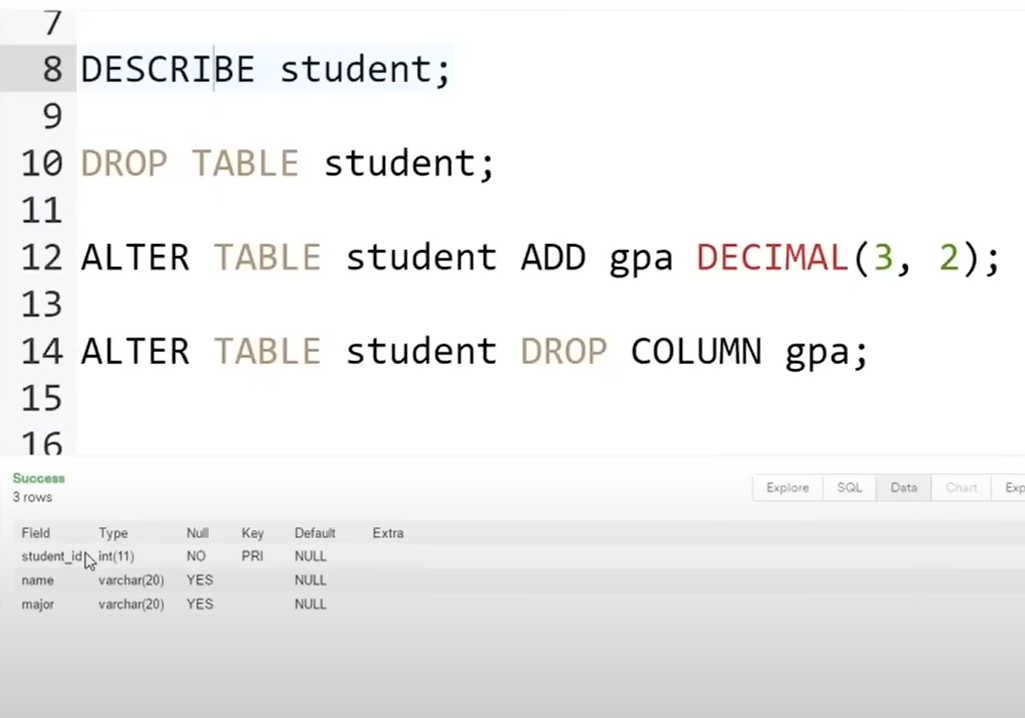 7
8 DESCRIBE student;
9
10 DROP TABLE student;
11
12 ALTER TABLE student ADD gpa DECIMAL(3, 2);
13
14 ALTER TABLE student DROP COLUMN gpa;
15
16
Success
3 rows
Explore SQL Data Chart Exp
Field Type Null Key Default Extra
student_id int(11) NO PRI NULL
name varchar(20) YES NULL
major varchar(20) YES NULL